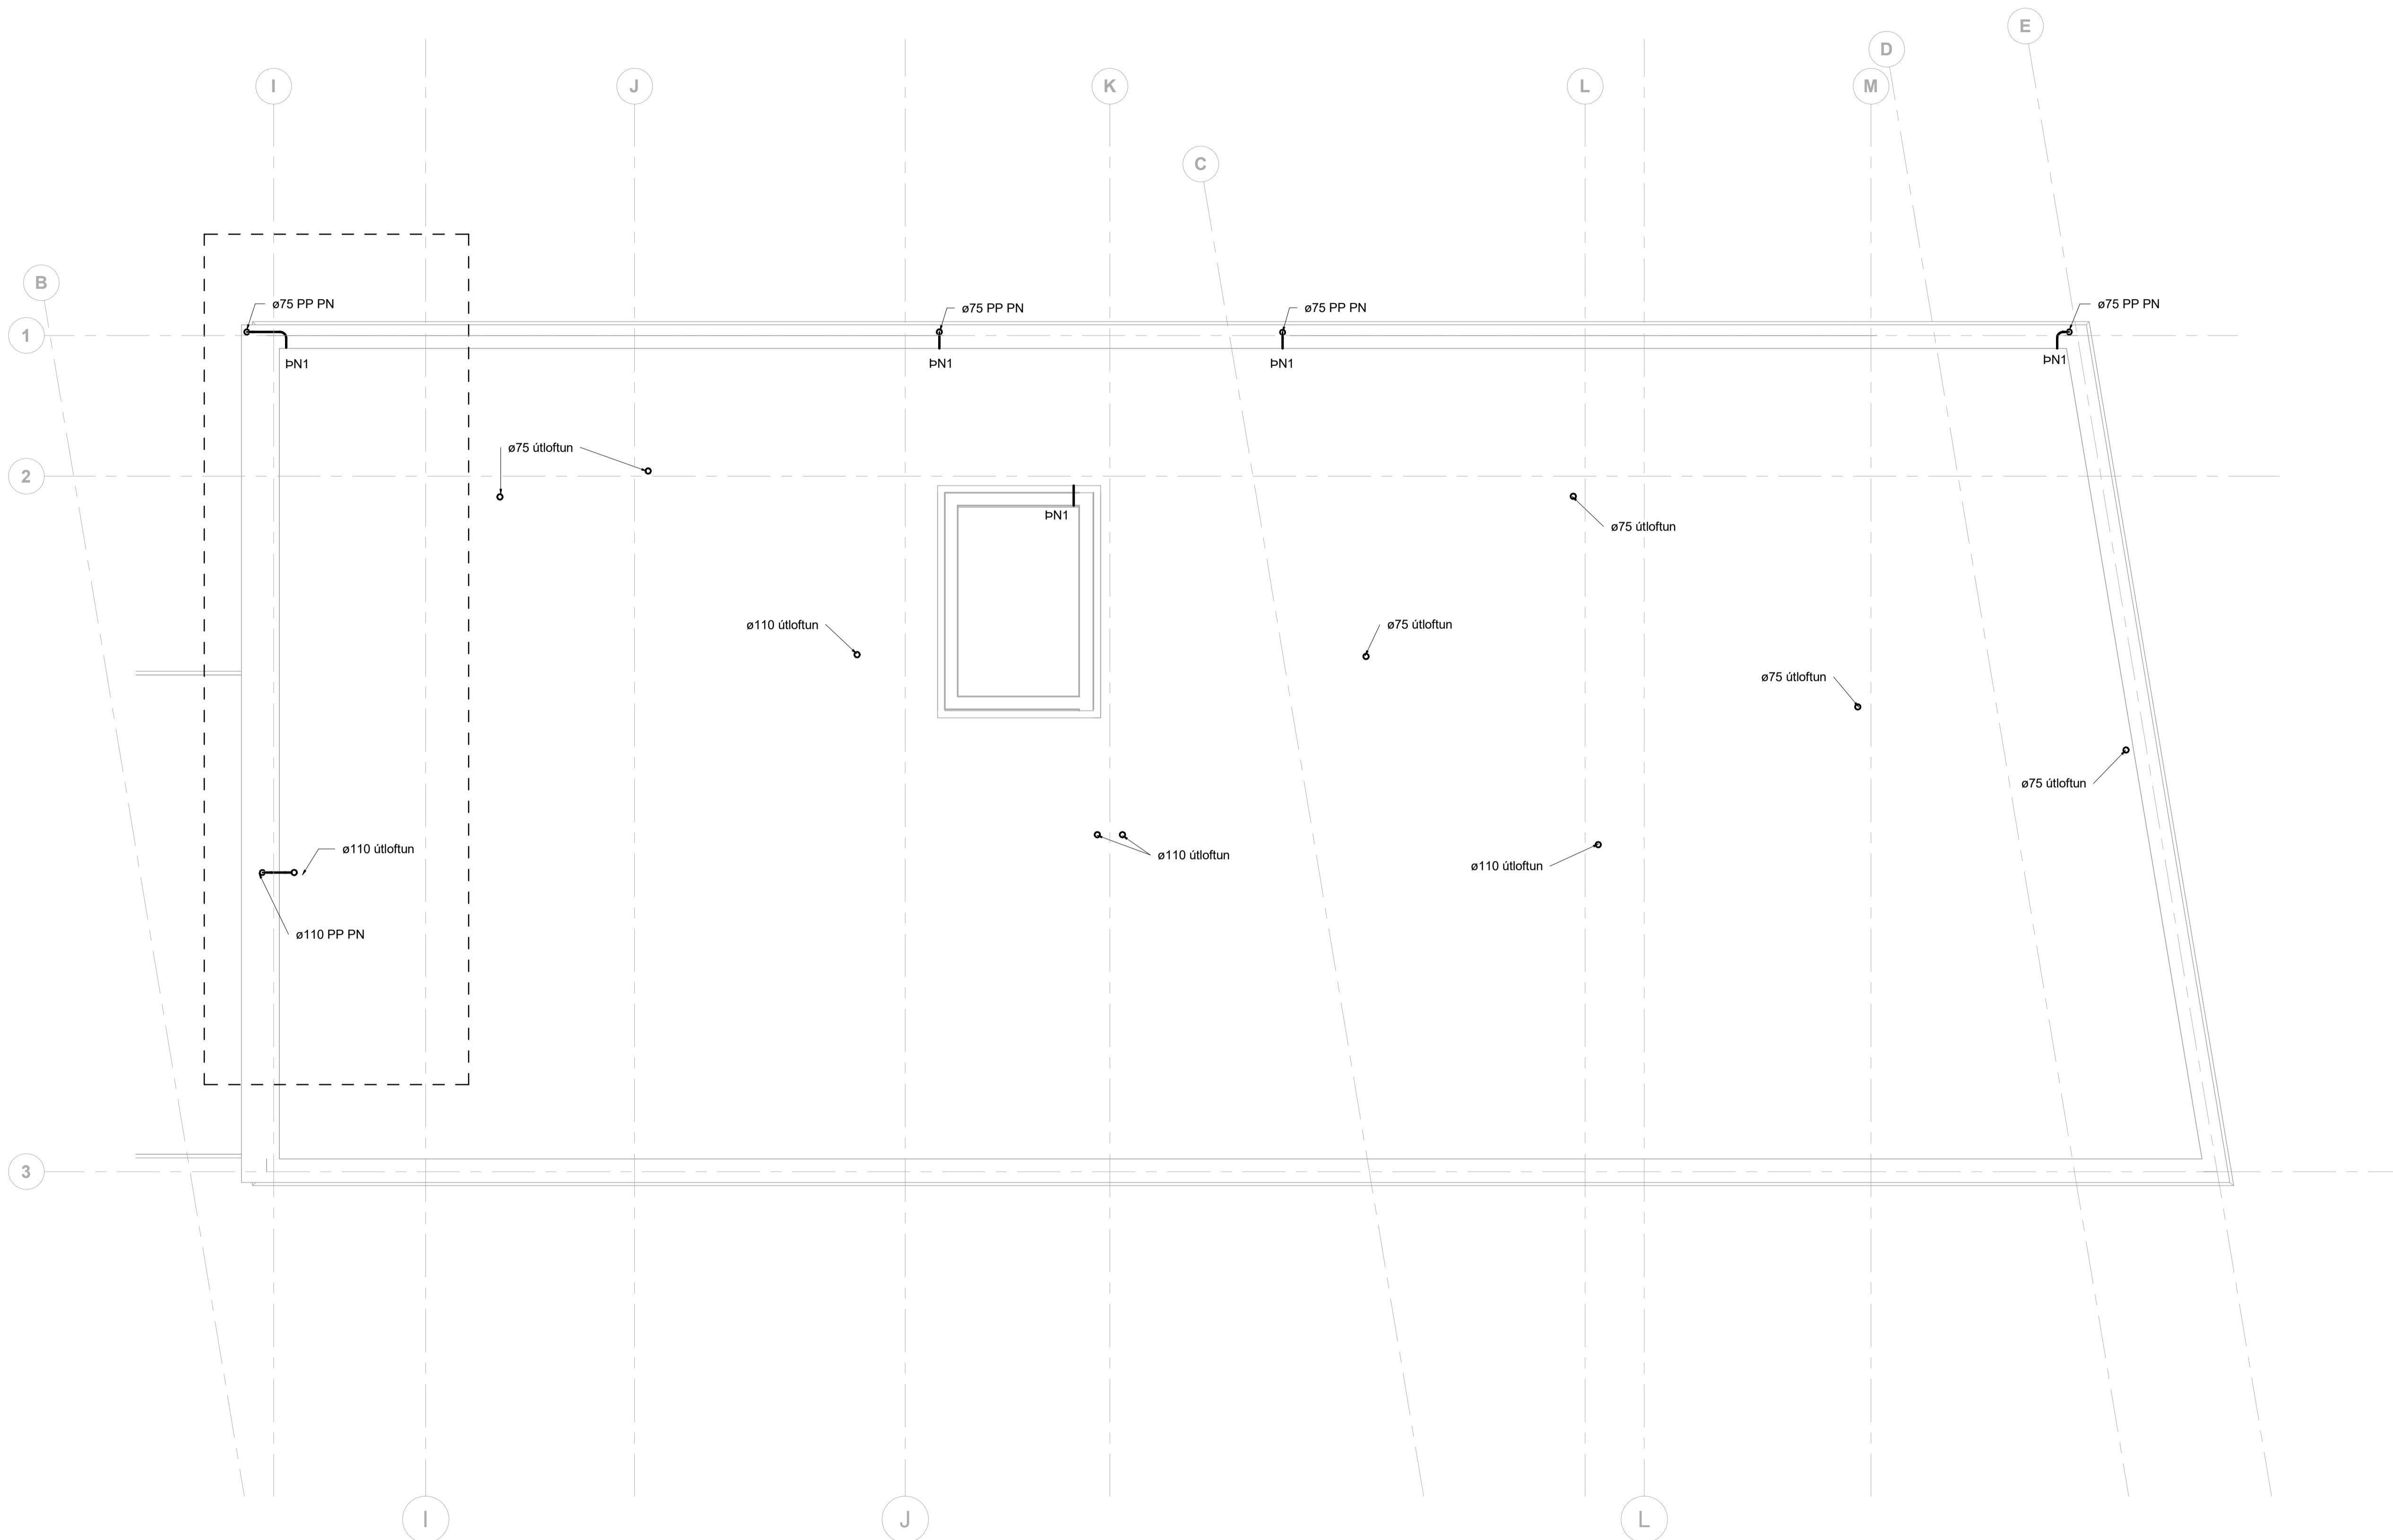 E
D
I
J
K
L
M
C
B
ø75 PP PN
ø75 PP PN
ø75 PP PN
ø75 PP PN
1
ÞN1
ÞN1
ÞN1
ÞN1
ø75 útloftun
2
ÞN1
ø75 útloftun
ø110 útloftun
ø75 útloftun
ø75 útloftun
ø75 útloftun
ø110 útloftun
ø110 útloftun
ø110 útloftun
ø110 PP PN
3
I
J
L